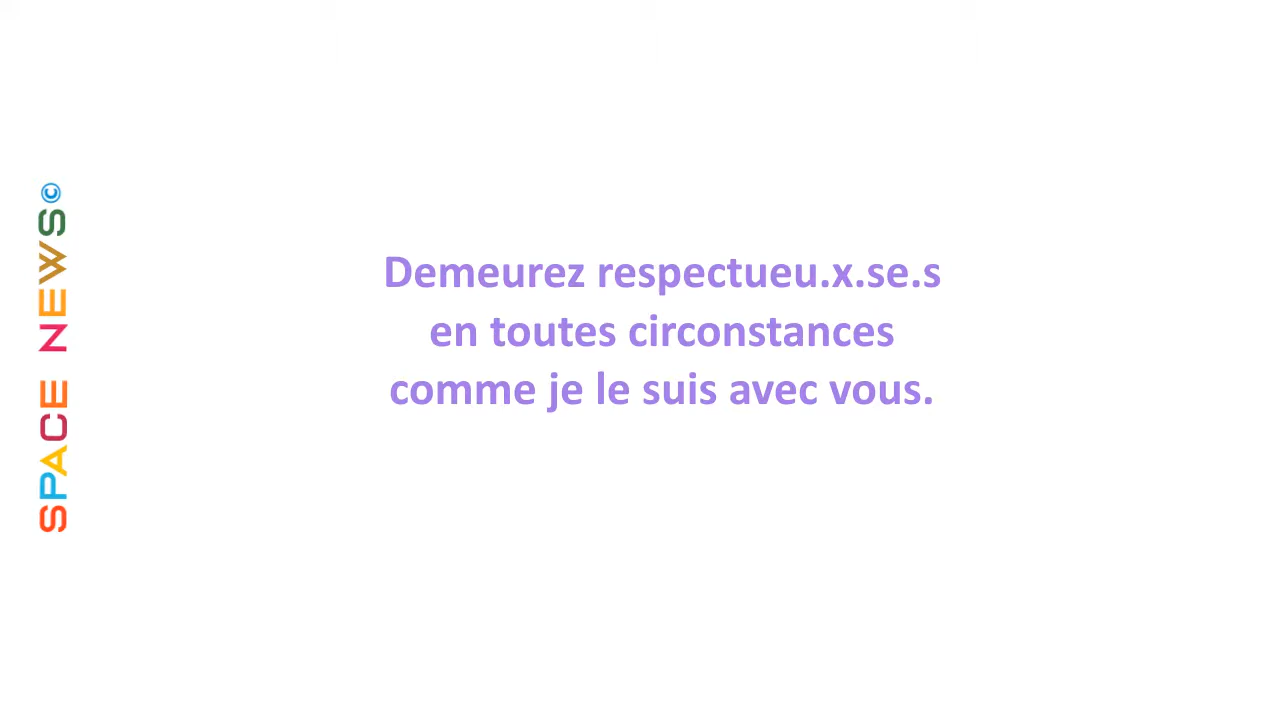 SPACE NEWS©
Demeurez respectueu.x.se.s
en toutes circonstances
comme je le suis avec vous.